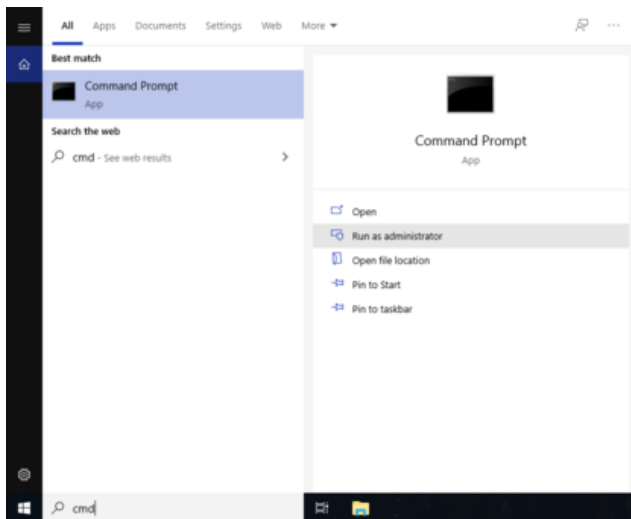 All Apps Documents Settings Web More
Best match
Command Prompt
App
Search the web
cmd - See web results
Command Prompt
App
Open
Run as administrator
Open file location
Pin to Start
Pin to taskbar
cmd